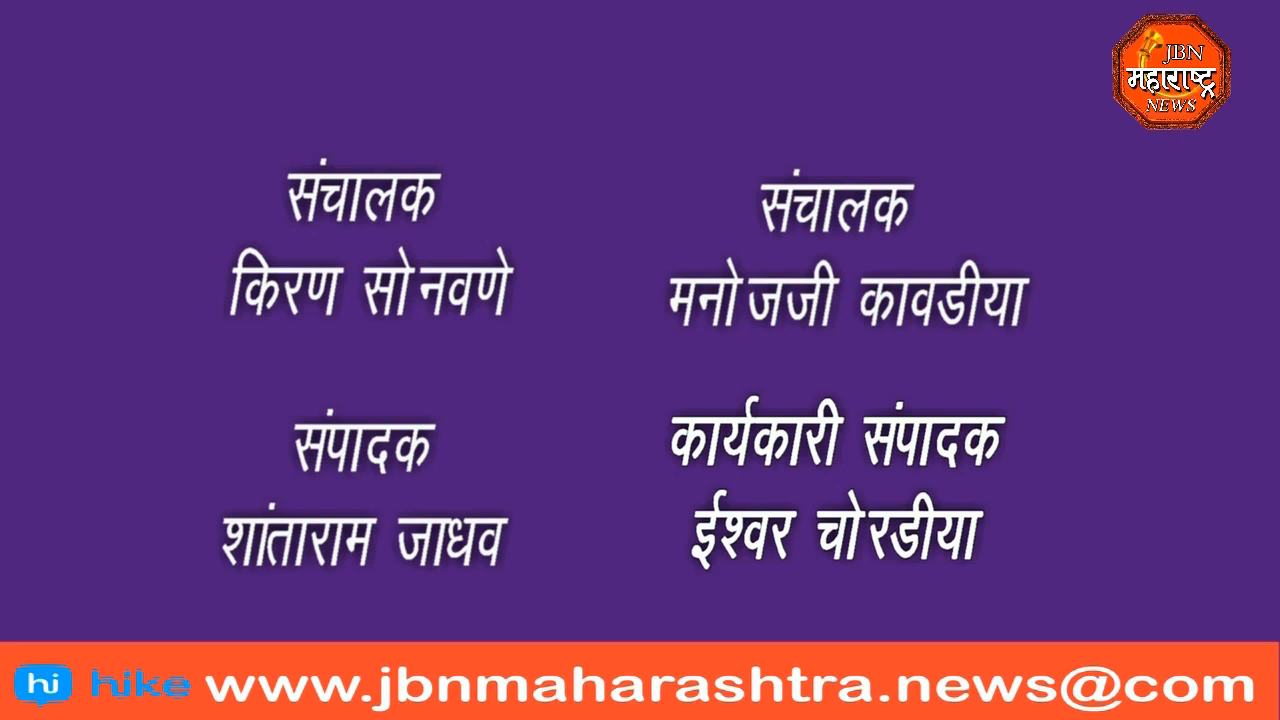 JBN
महाराष्ट्र
NEWS
संचालक
किरण सोनवणे
संचालक
मनोजजी कावडीया
संपादक
शांताराम जाधव
कार्यकारी संपादक
ईश्वर चोरडीया
hi hike www.jbnmaharashtra.news@com